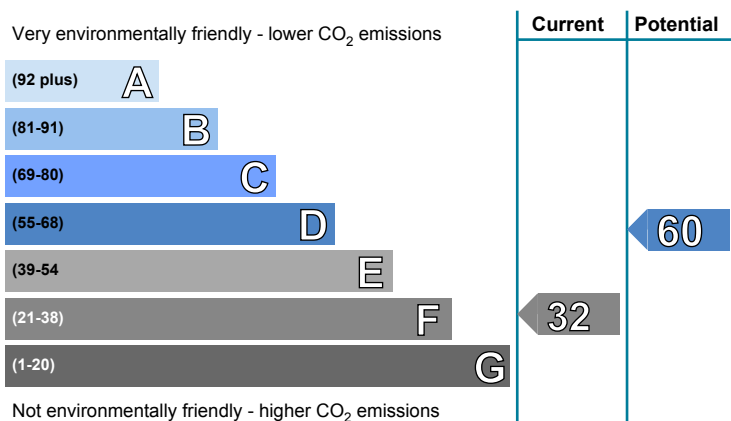 Very environmentally friendly - lower CO₂ emissions
Current
Potential
(92 plus) A
(81-91) B
(69-80) C
(55-68) D
60
(39-54 E
(21-38) F
32
(1-20) G
Not environmentally friendly - higher CO₂ emissions